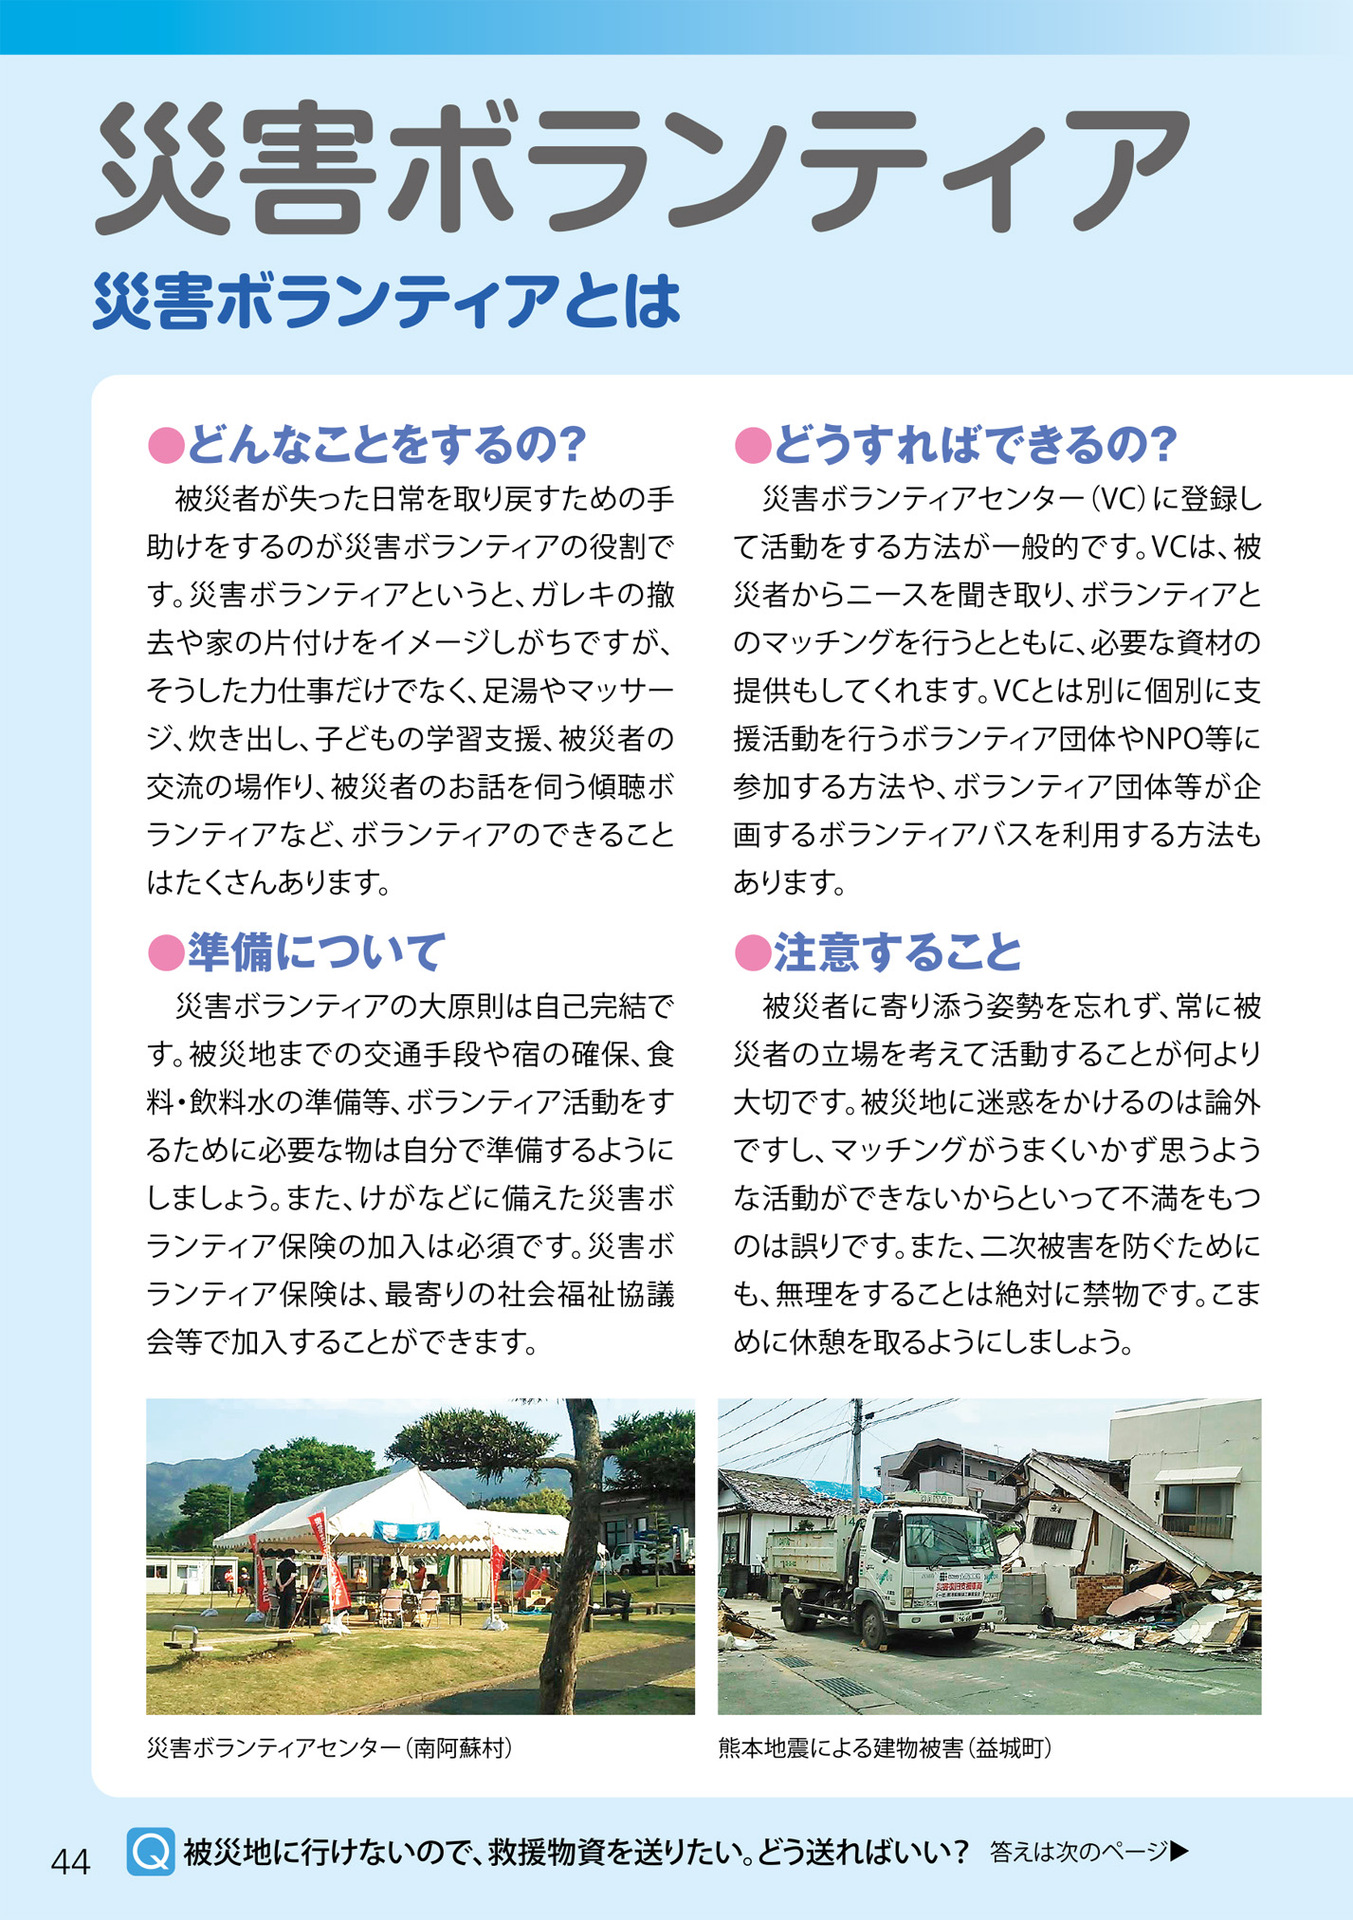 災害ボランティア
災害ボランティアとは
●どんなことをするの？
被災者が失った日常を取り戻すための手
助けをするのが災害ボランティアの役割で
す。災害ボランティアというと、ガレキの撤
去や家の片付けをイメージしがちですが、
そうした力仕事だけでなく、足湯やマッサー
ジ、炊き出し、子どもの学習支援、被災者の
交流の場作り、被災者のお話を伺う傾聴ボ
ランティアなど、ボランティアのできること
はたくさんあります。
●準備について
災害ボランティアの大原則は自己完結で
す。被災地までの交通手段や宿の確保、食
料・飲料水の準備等、ボランティア活動をす
るために必要な物は自分で準備するように
しましょう。また、けがなどに備えた災害ボ
ランティア保険の加入は必須です。災害ボ
ランティア保険は、最寄りの社会福祉協議
会等で加入することができます。
●どうすればできるの？
災害ボランティアセンター（VC）に登録し
て活動をする方法が一般的です。VCは、被
災者からニースを聞き取り、ボランティアと
のマッチングを行うとともに、必要な資材の
提供もしてくれます。VCとは別に個別に支
援活動を行うボランティア団体やNPO等に
参加する方法や、ボランティア団体等が企
画するボランティアバスを利用する方法も
あります。
●注意すること
被災者に寄り添う姿勢を忘れず、常に被
災者の立場を考えて活動することが何より
大切です。被災地に迷惑をかけるのは論外
ですし、マッチングがうまくいかず思うよう
な活動ができないからといって不満をもつ
のは誤りです。また、二次被害を防ぐために
も、無理をすることは絶対に禁物です。こま
めに休憩を取るようにしましょう。
災害ボランティアセンター（南阿蘇村）
熊本地震による建物被害（益城町）
44
Q 被災地に行けないので、救援物資を送りたい。どう送ればいい？ 答えは次のページ▶